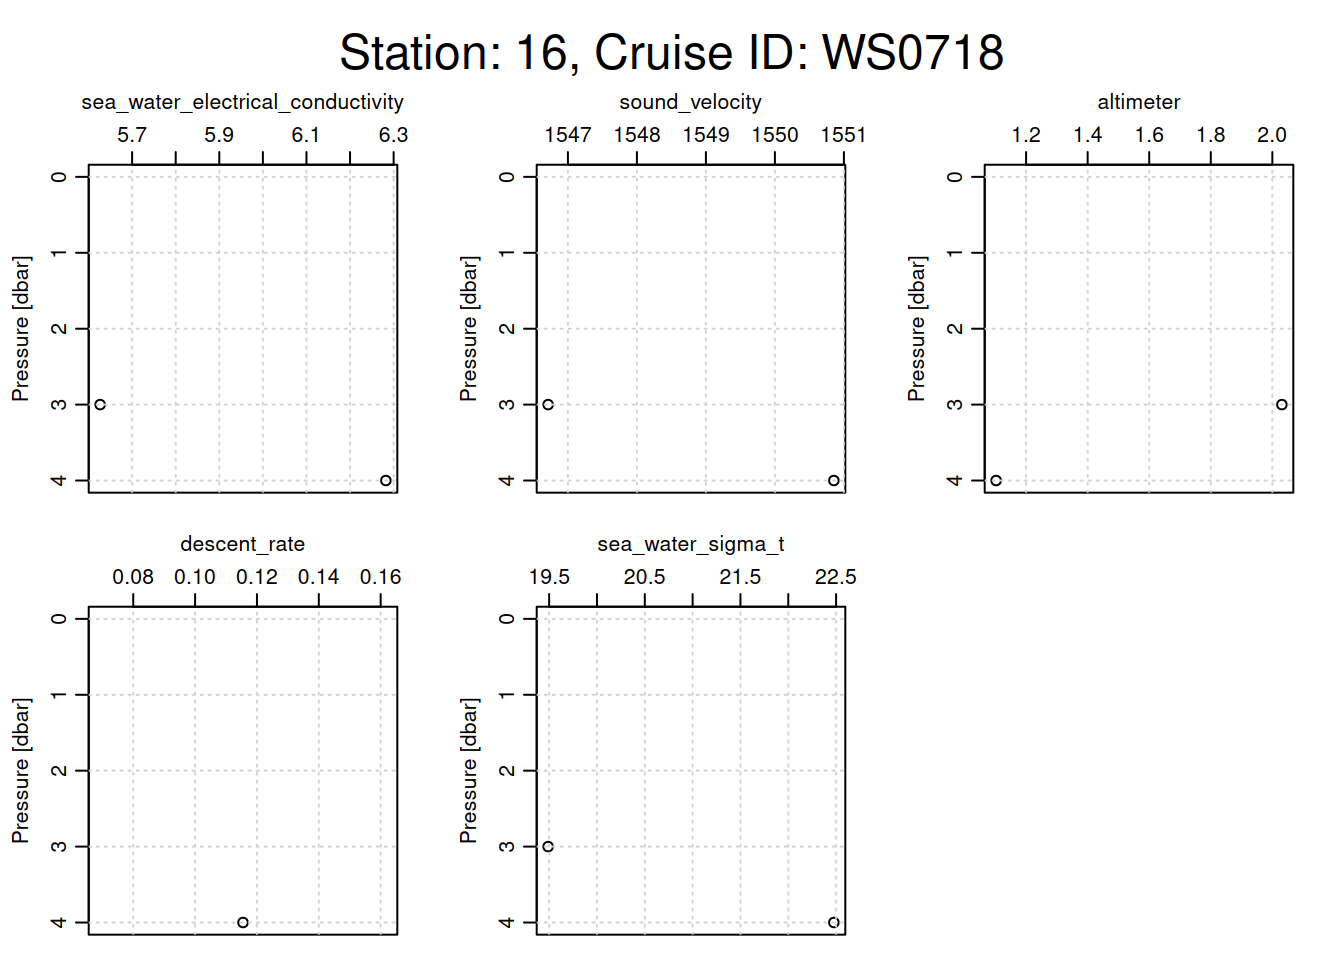 Station: 16, Cruise ID: WS0718
sea_water_electrical_conductivity
5.7 5.9 6.1 6.3
Pressure [dbar]
0
1
2
3
4
sound_velocity
1547 1548 1549 1550 1551
Pressure [dbar]
0
1
2
3
4
altimeter
1.2 1.4 1.6 1.8 2.0
Pressure [dbar]
0
1
2
3
4
descent_rate
0.08 0.10 0.12 0.14 0.16
Pressure [dbar]
0
1
2
3
4
sea_water_sigma_t
19.5 20.5 21.5 22.5
Pressure [dbar]
0
1
2
3
4